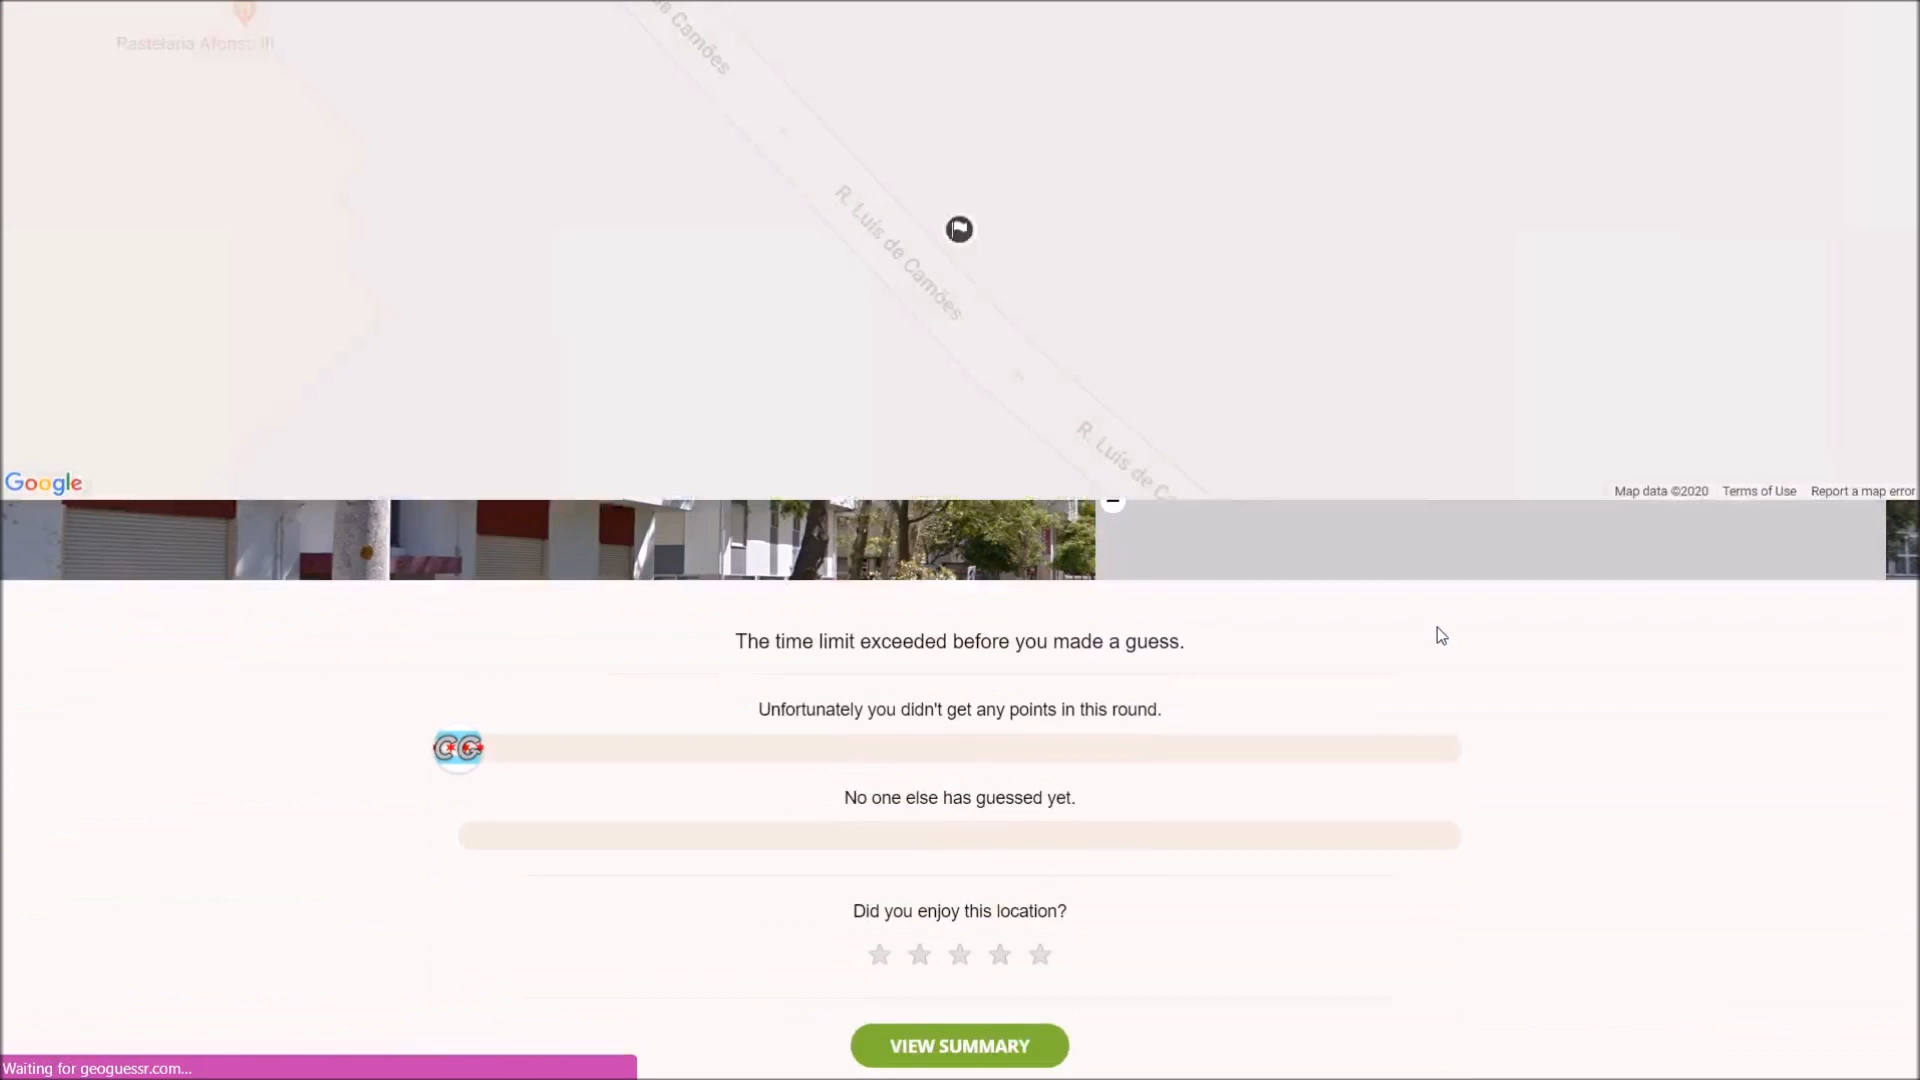 Pastelaria Afonso III
de Camões
R. Luís de Camões
R. Luís de Ca
Google
Map data ©2020 Terms of Use Report a map error
The time limit exceeded before you made a guess.
Unfortunately you didn't get any points in this round.
CG
No one else has guessed yet.
Did you enjoy this location?
VIEW SUMMARY
Waiting for geoguessr.com...